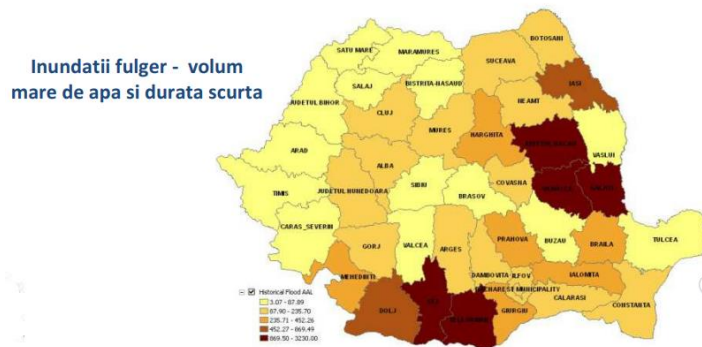 Inundatii fulger - volum
mare de apa si durata scurta
BOTOSANI
SATU MARE
MARAMURES
SUCEAVA
SALAJ
BISTRITA-NASAUD
IASI
JUDETUL BIHOR
NEAMT
CLUJ
MURES
HARGHITA
VASLUI
ARAD
ALBA
SIBIU
COVASNA
TIMIS
JUDETUL HUNEDOARA
BRASOV
CARAS_SEVERIN
GORJ
VALCEA
ARGES
PRAHOVA
BUZAU
BRAILA
TULCEA
DAMBOVITA
ILFOV
IALOMITA
MEHEDINTI
BUCHAREST MUNICIPALITY
CALARASI
CONSTANTA
DOLJ
OLT
GIURGIU
Historical Flood AAL
3.07 - 87.89
87.90 - 235.70
235.71 - 452.26
452.27 - 869.49
869.50 - 3230.00